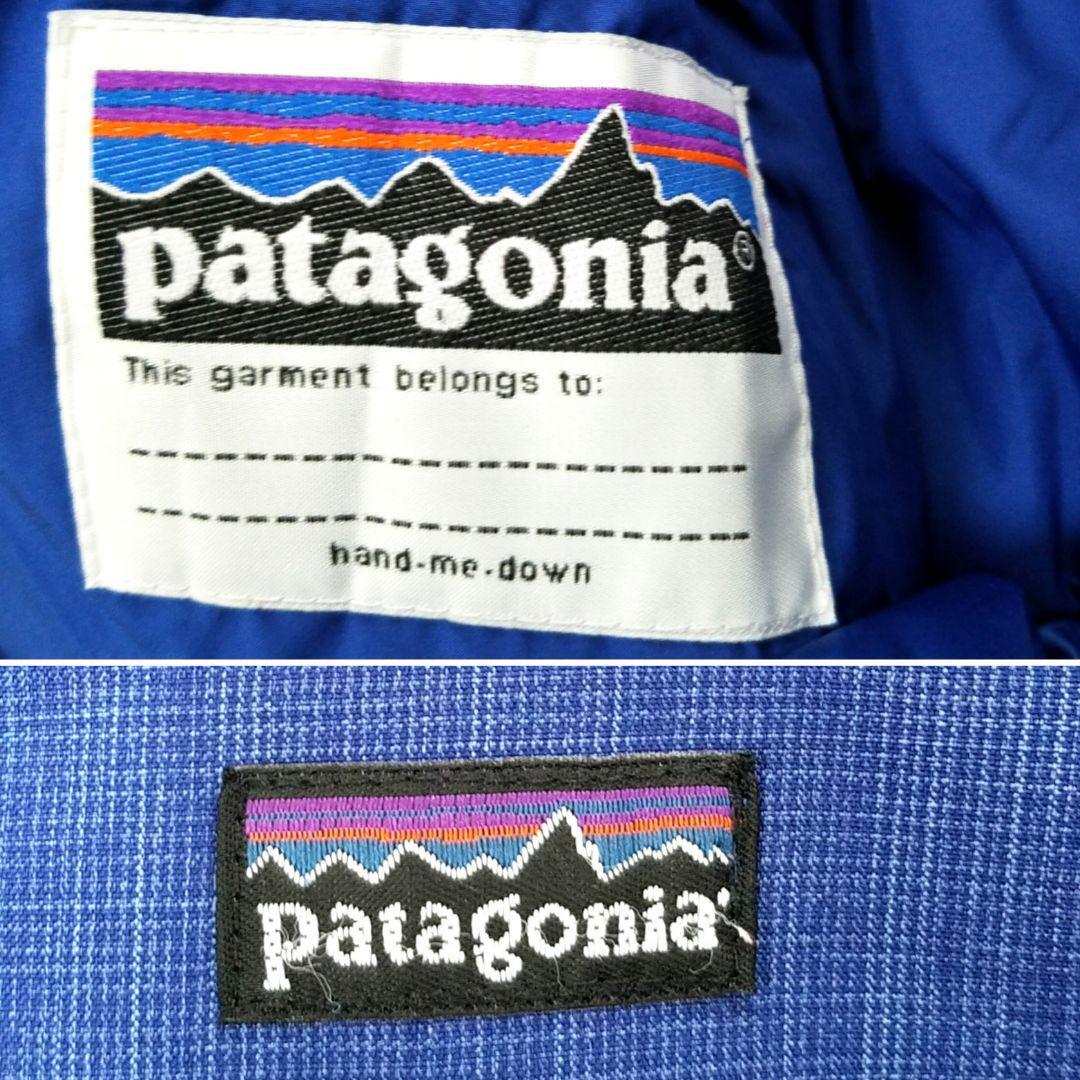 patagonia®
This garment belongs to:
hand-me-down
patagonia